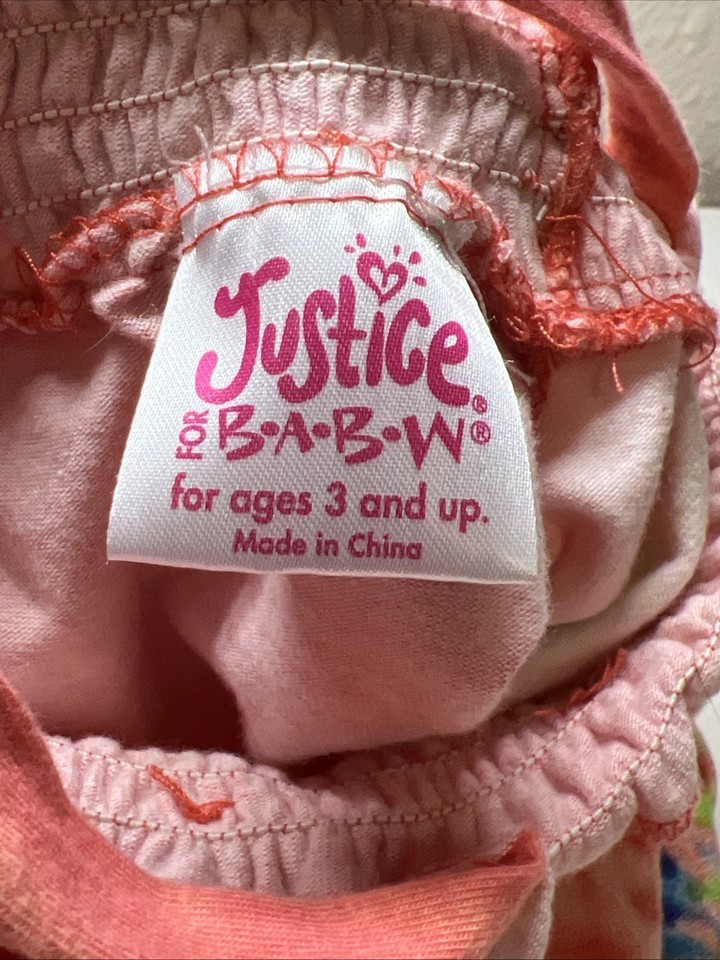 Justice®
FOR B•A•B•W®
for ages 3 and up.
Made in China